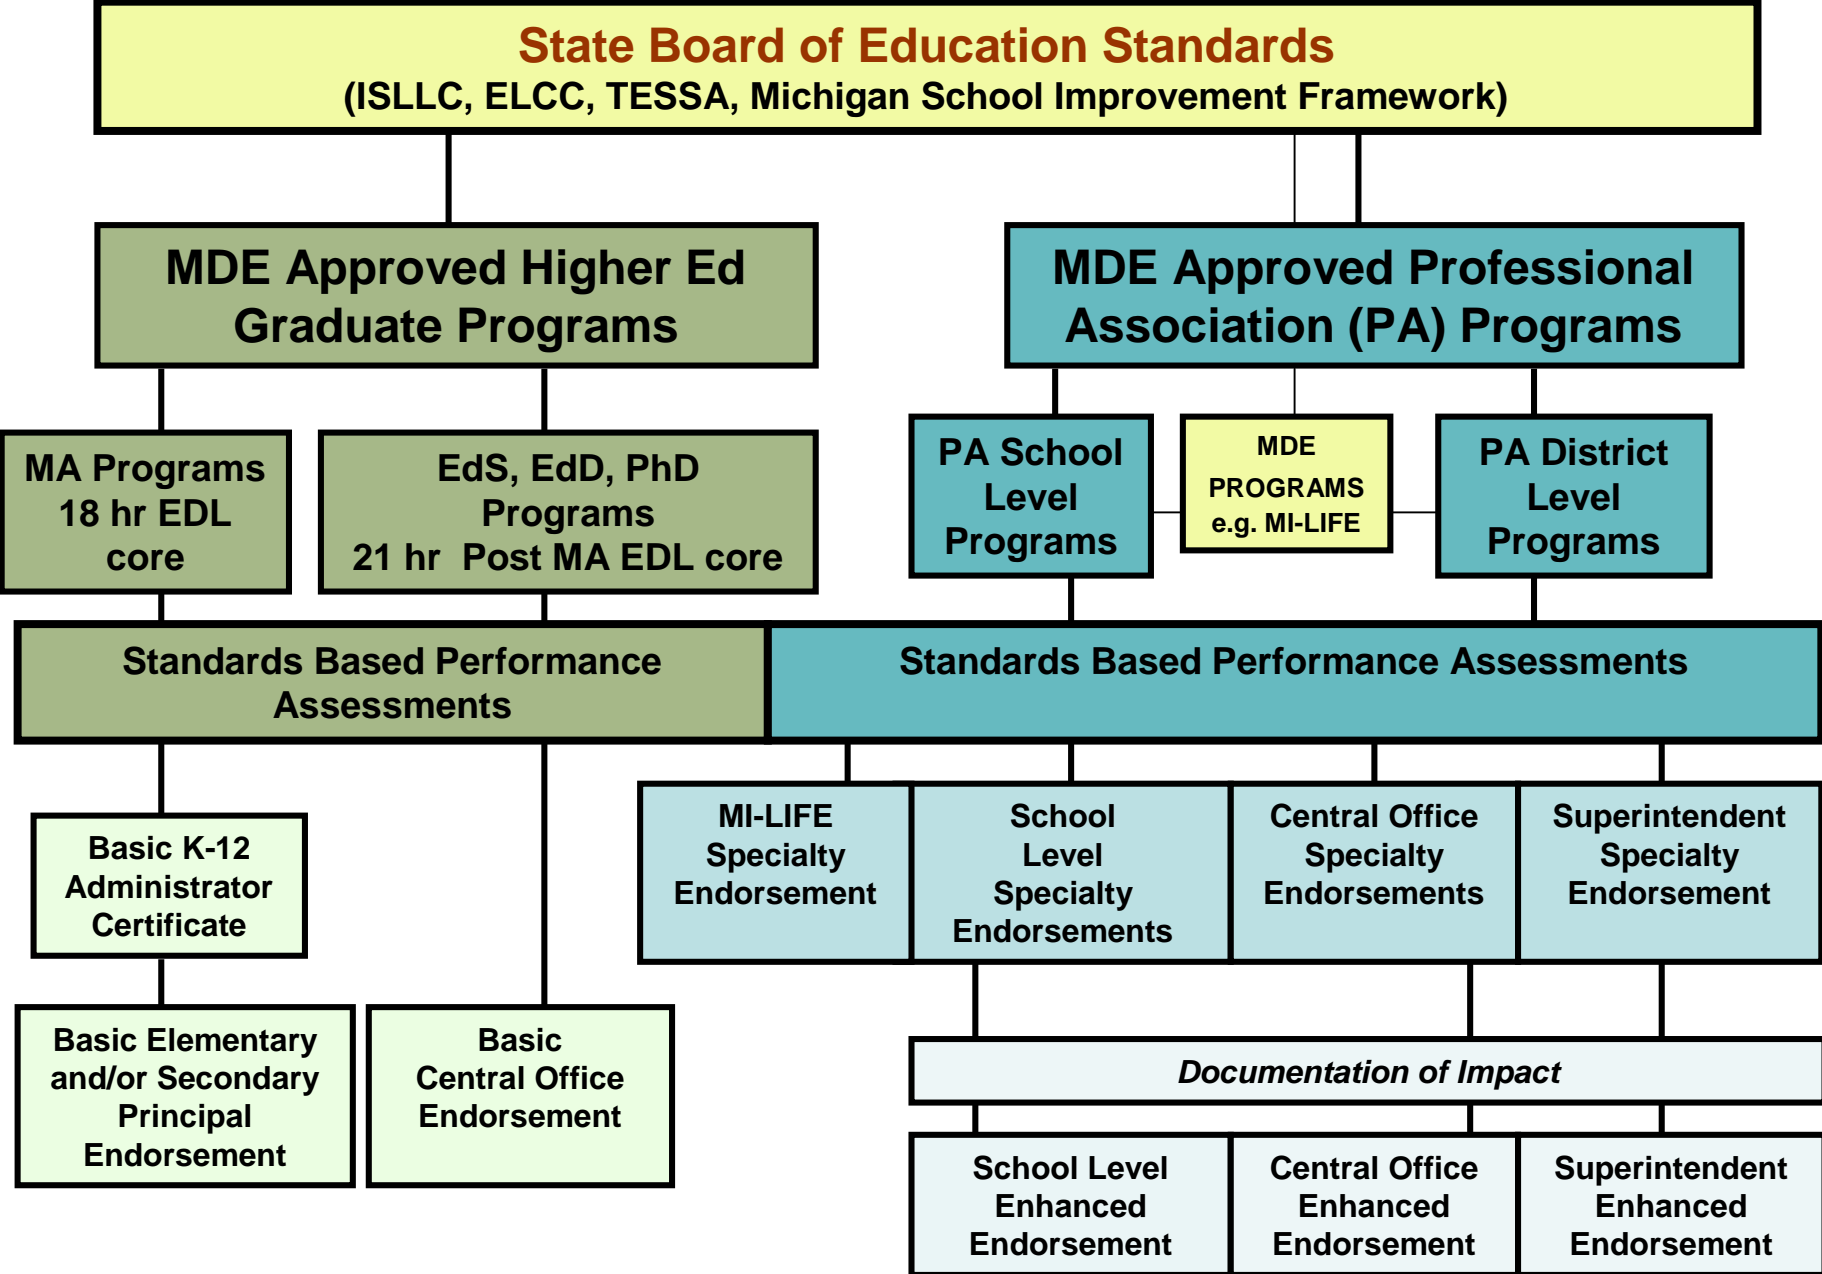 State Board of Education Standards
(ISLLC, ELCC, TESSA, Michigan School Improvement Framework)
MDE Approved Higher Ed
Graduate Programs
MDE Approved Professional
Association (PA) Programs
MA Programs
18 hr EDL
core
EdS, EdD, PhD
Programs
21 hr Post MA EDL core
PA School
Level
Programs
MDE
PROGRAMS
e.g. MI-LIFE
PA District
Level
Programs
Standards Based Performance
Assessments
Standards Based Performance Assessments
Basic K-12
Administrator
Certificate
MI-LIFE
Specialty
Endorsement
School
Level
Specialty
Endorsements
Central Office
Specialty
Endorsements
Superintendent
Specialty
Endorsement
Basic Elementary
and/or Secondary
Principal
Endorsement
Basic
Central Office
Endorsement
Documentation of Impact
School Level
Enhanced
Endorsement
Central Office
Enhanced
Endorsement
Superintendent
Enhanced
Endorsement